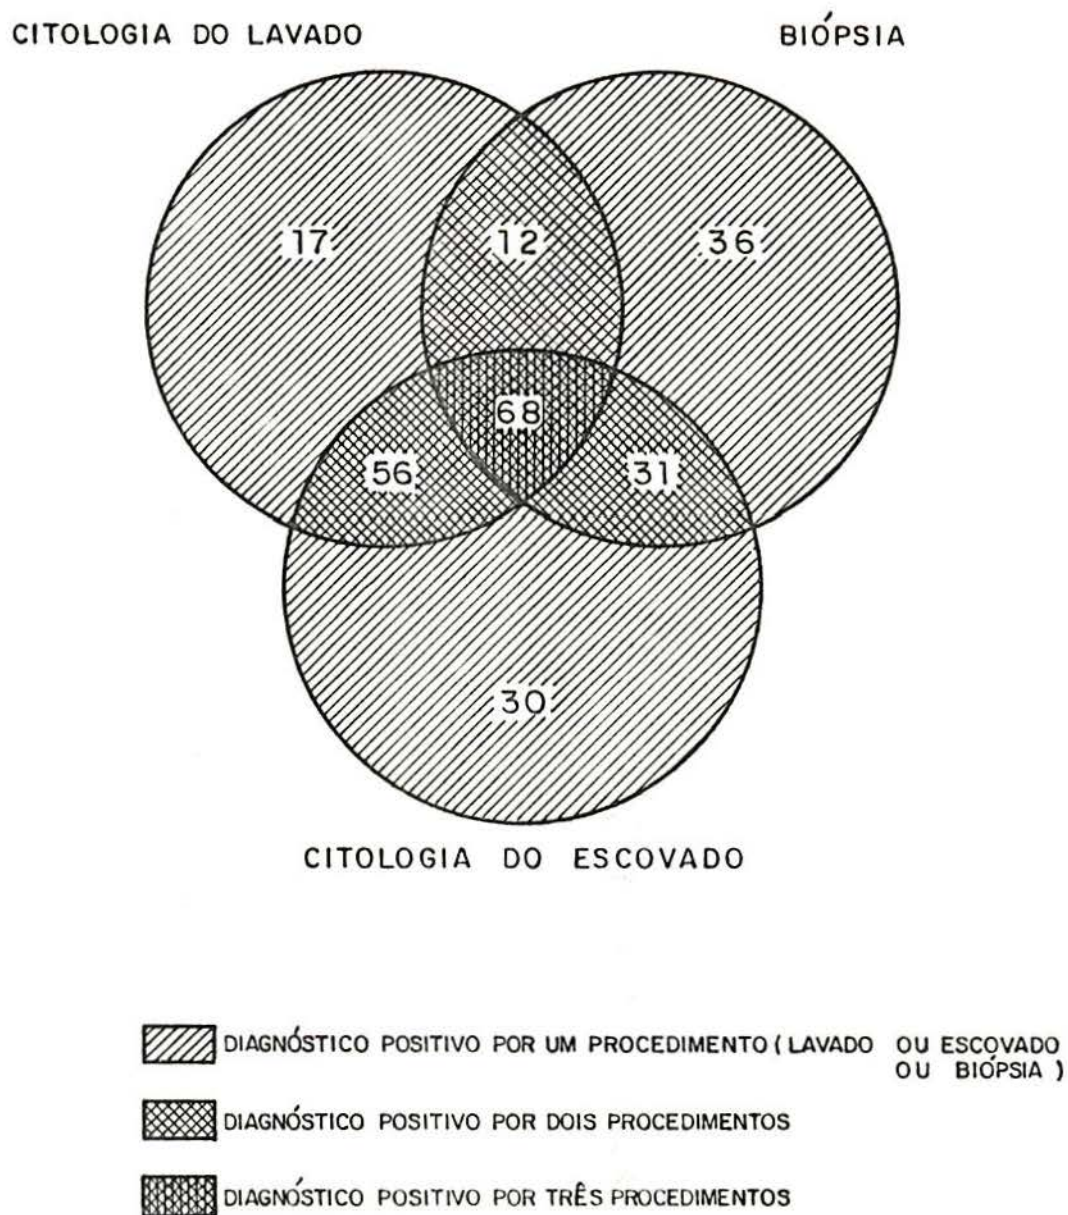 CITOLOGIA DO LAVADO
BIÓPSIA
17
12
36
68
56
31
30
CITOLOGIA DO ESCOVADO
DIAGNÓSTICO POSITIVO POR UM PROCEDIMENTO ( LAVADO OU ESCOVADO
OU BIÓPSIA )
DIAGNÓSTICO POSITIVO POR DOIS PROCEDIMENTOS
DIAGNÓSTICO POSITIVO POR TRÊS PROCEDIMENTOS